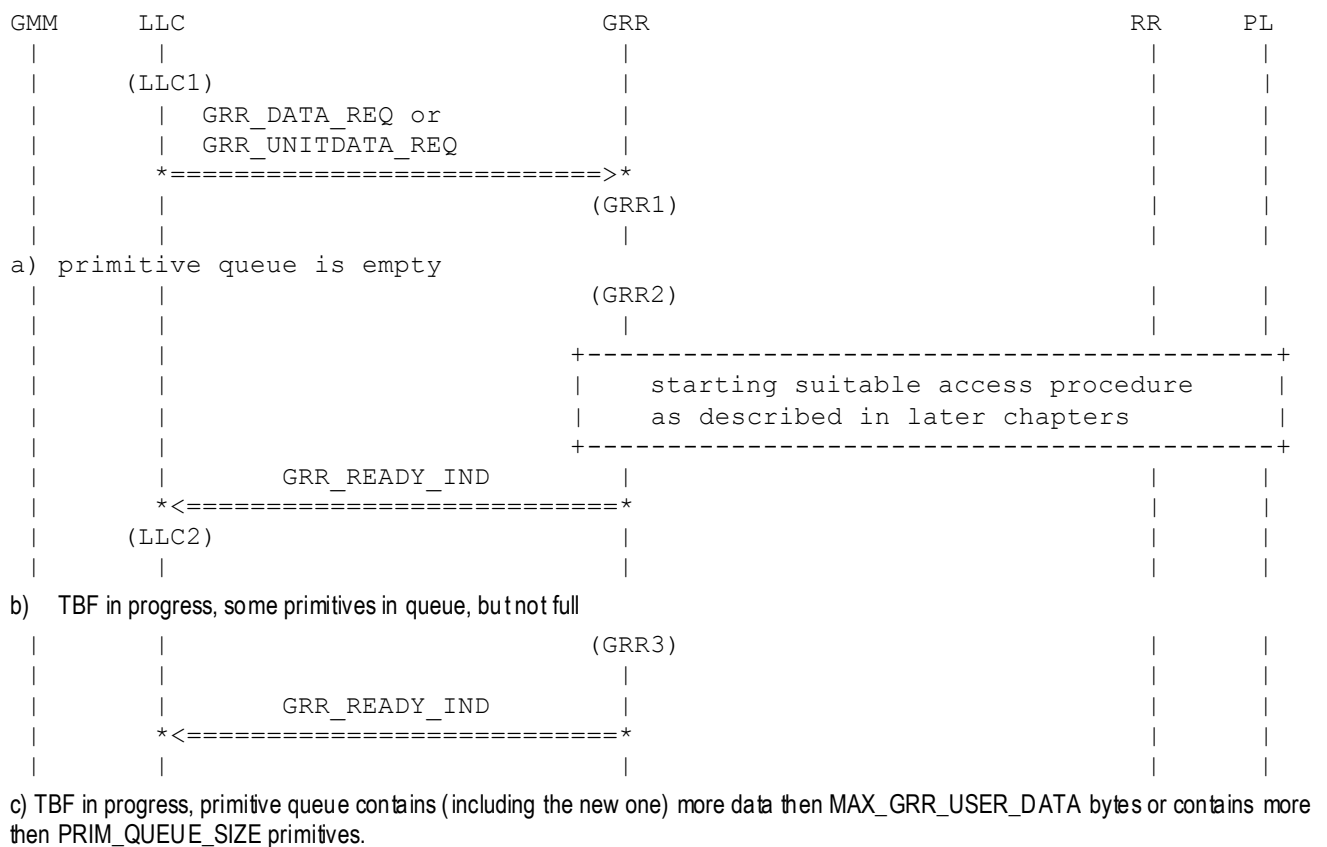 GMM LLC GRR RR PL
(LLC1)
GRR_DATA_REQ or
GRR_UNITDATA_REQ
(GRR1)
a) primitive queue is empty
(GRR2)
starting suitable access procedure
as described in later chapters
GRR_READY_IND
(LLC2)
b) TBF in progress, some primitives in queue, but not full
(GRR3)
GRR_READY_IND
c) TBF in progress, primitive queue contains (including the new one) more data then MAX_GRR_USER_DATA bytes or contains more
then PRIM_QUEUE_SIZE primitives.